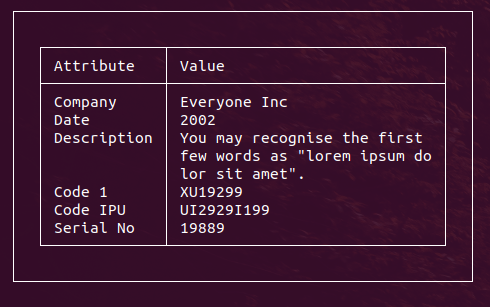 Attribute Value
Company Everyone Inc
Date 2002
Description You may recognise the first
few words as "lorem ipsum do
lor sit amet".
Code 1 XU19299
Code IPU UI2929I199
Serial No 19889